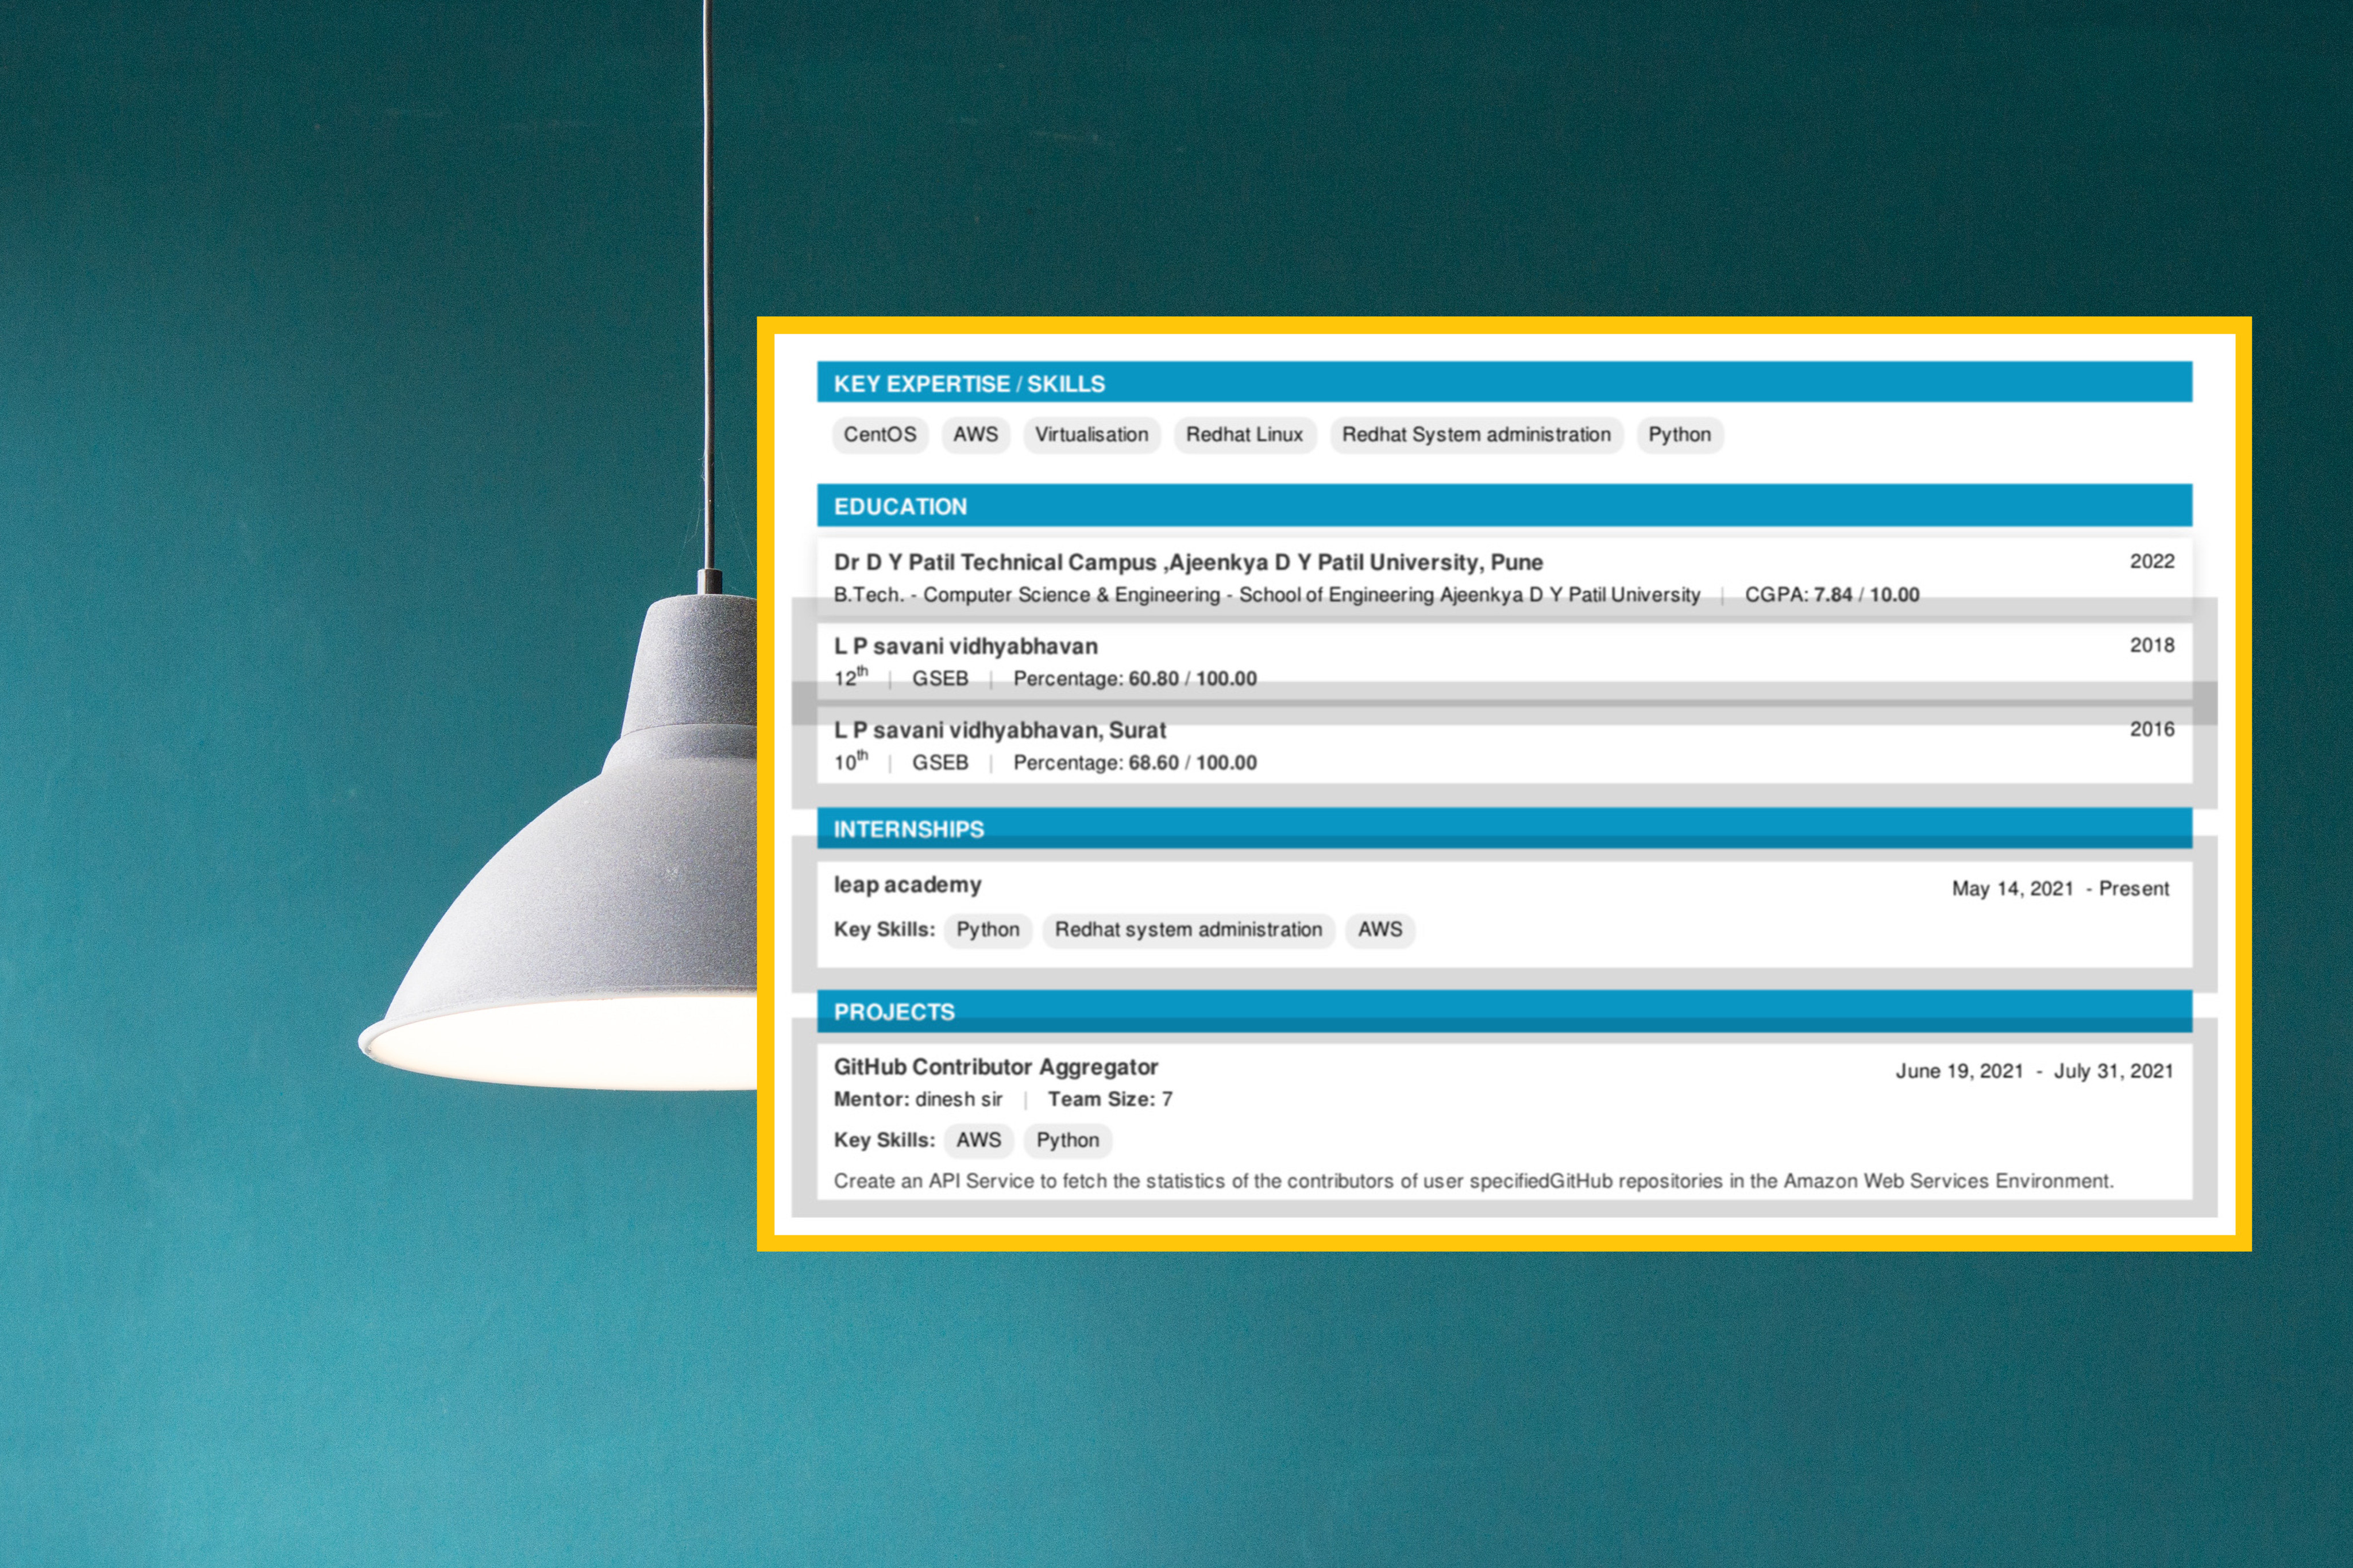 KEY EXPERTISE / SKILLS
CentOS AWS Virtualisation Redhat Linux Redhat System administration Python
EDUCATION
Dr D Y Patil Technical Campus ,Ajeenkya D Y Patil University, Pune 2022
B.Tech. - Computer Science & Engineering - School of Engineering Ajeenkya D Y Patil University | CGPA: 7.84 / 10.00
L P savani vidhyabhavan 2018
12th | GSEB | Percentage: 60.80 / 100.00
L P savani vidhyabhavan, Surat 2016
10th | GSEB | Percentage: 68.60 / 100.00
INTERNSHIPS
leap academy May 14, 2021 - Present
Key Skills: Python Redhat system administration AWS
PROJECTS
GitHub Contributor Aggregator June 19, 2021 - July 31, 2021
Mentor: dinesh sir | Team Size: 7
Key Skills: AWS Python
Create an API Service to fetch the statistics of the contributors of user specifiedGitHub repositories in the Amazon Web Services Environment.